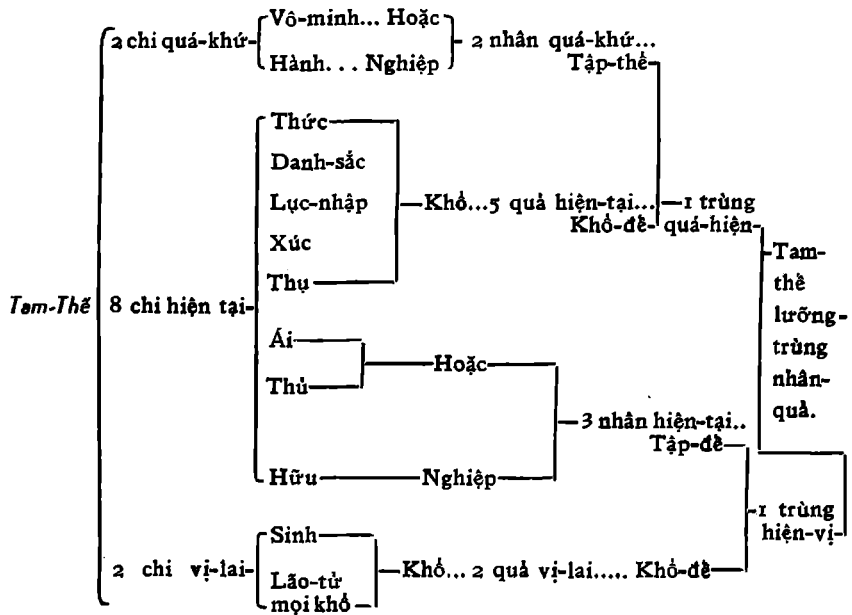 2 chi quá-khứ Vô-minh... Hoặc
Hành... Nghiệp
2 nhân quá-khứ...
Tập-thế
Thức
Danh-sắc
Lục-nhập
Xúc
Thụ
Khổ...5 quả hiện-tại...
Khổ-đế
1 trùng
quá-hiện
Tam-Thế
8 chi hiện tại
Ái
Thủ
Hoặc
Hữu
Nghiệp
3 nhân hiện-tại..
Tập-đề
Tam-
thế
lưỡng-
trùng
nhân-
quả.
2 chi vị-lai
Sinh
Lão-tử
mọi khổ
Khổ... 2 quả vị-lai..... Khổ-đề
1 trùng
hiện-vị